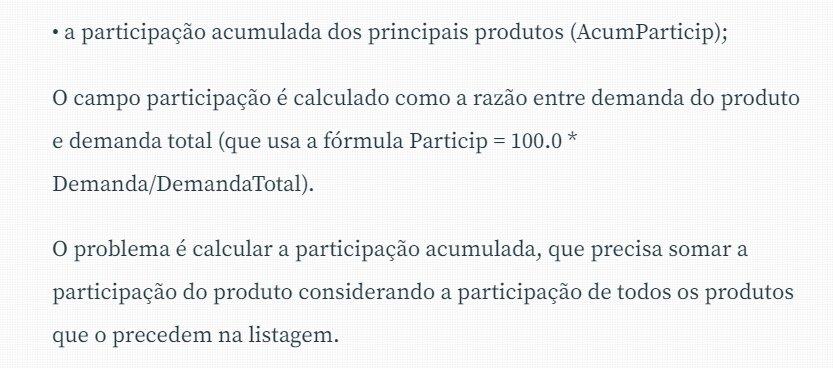 • a participação acumulada dos principais produtos (AcumParticip);
O campo participação é calculado como a razão entre demanda do produto
e demanda total (que usa a fórmula Particip = 100.0 *
Demanda/DemandaTotal).
O problema é calcular a participação acumulada, que precisa somar a
participação do produto considerando a participação de todos os produtos
que o precedem na listagem.